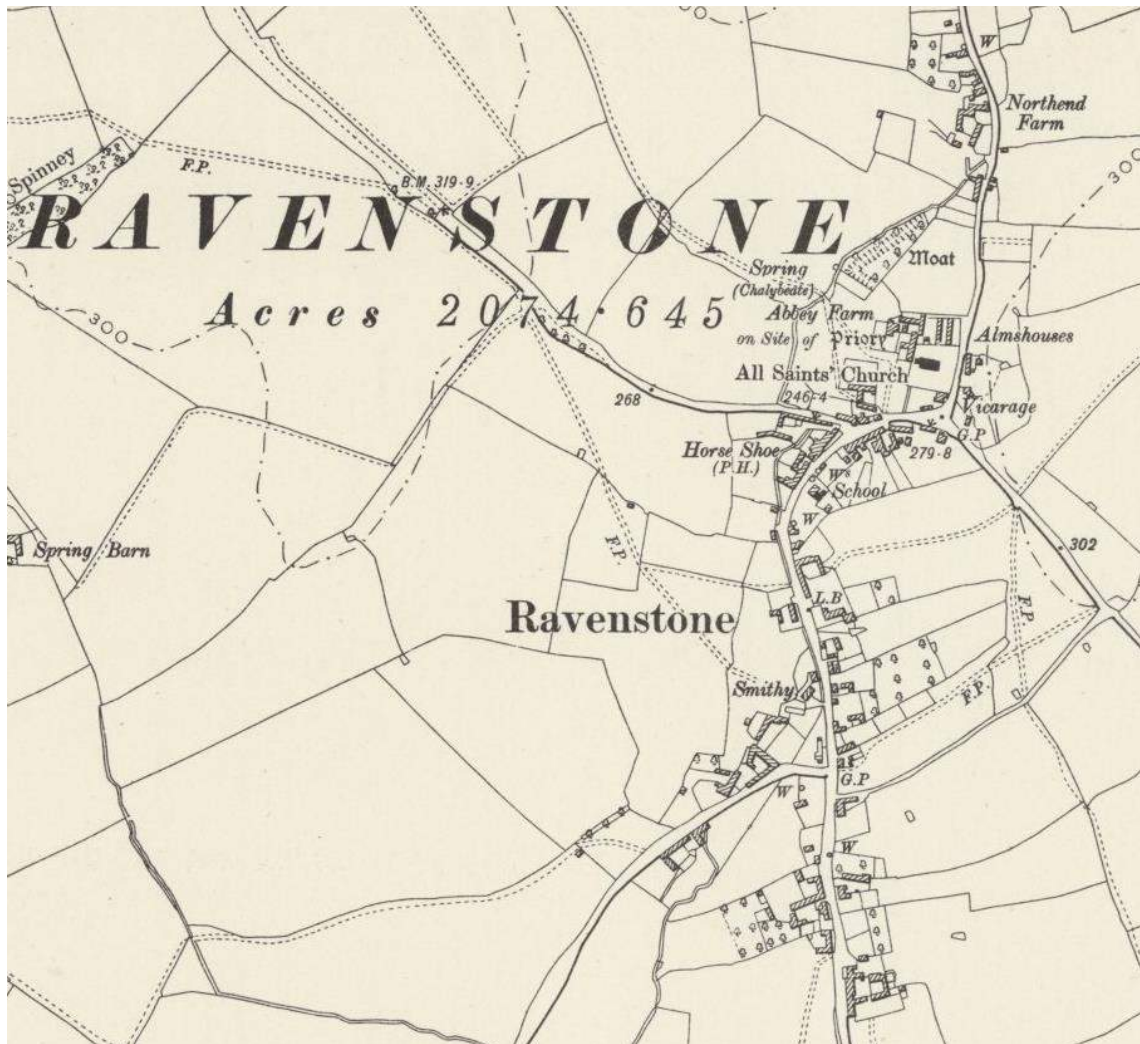 W
300
Northend
Farm
300
Spinney
F.P.
B.M. 319·9
RAVENSTONE
Acres 2074·645
Moat
Spring
(Chalybeate)
Abbey Farm
on Site of Priory
Almshouses
All Saints' Church
246·4
268
Vicarage
G.P
Horse Shoe
(P.H.)
279·8
Wˢ
School
W
Spring Barn
F.P.
302
F.P.
L.B
Ravenstone
Smithy
F.P.
W
G.P
W
300